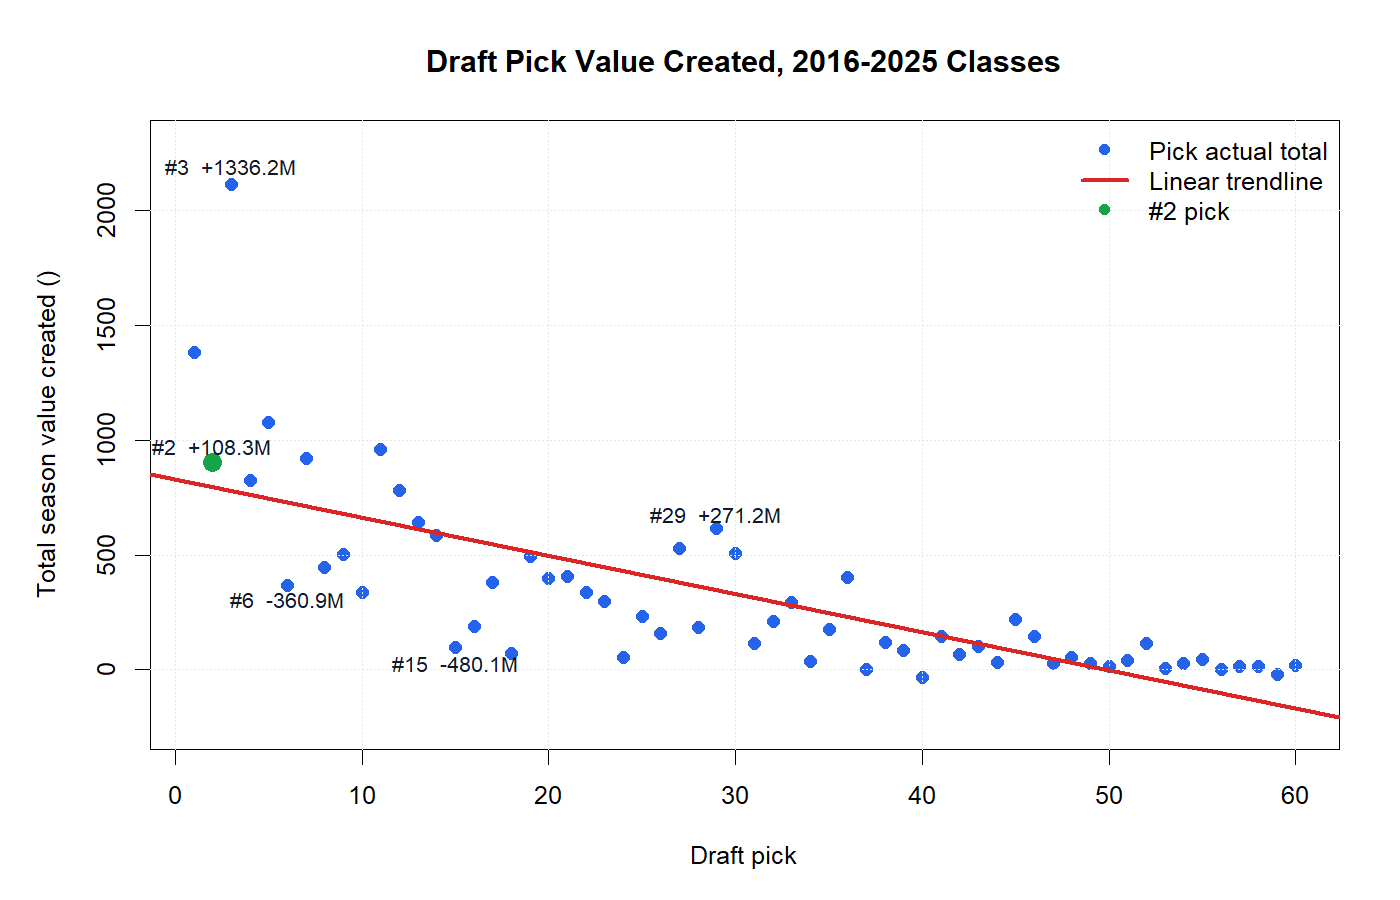 Draft Pick Value Created, 2016-2025 Classes
#3 +1336.2M
Pick actual total
Linear trendline
#2 pick
2000
1500
1000
500
0
Total season value created ()
#2 +108.3M
#29 +271.2M
#6 -360.9M
#15 -480.1M
0 10 20 30 40 50 60
Draft pick